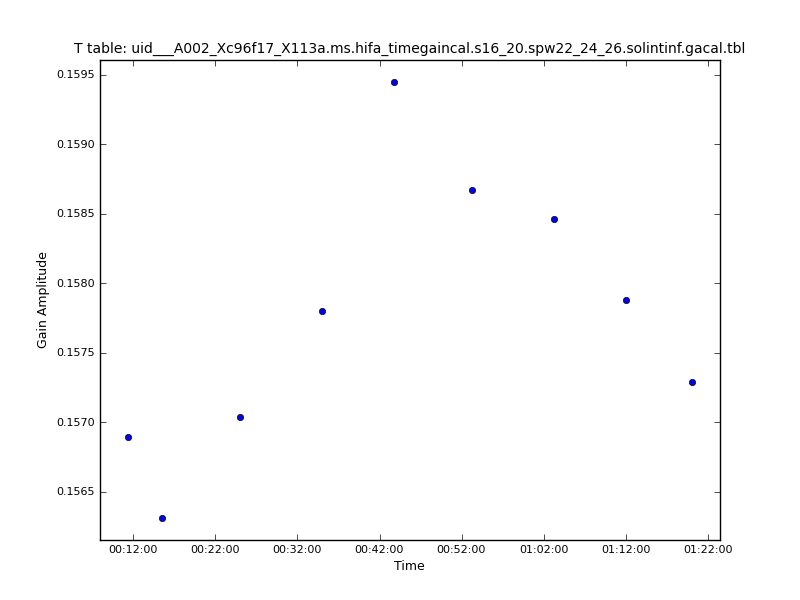 T table: uid___A002_Xc96f17_X113a.ms.hifa_timegaincal.s16_20.spw22_24_26.solintinf.gacal.tbl
0.1595
0.1590
0.1585
0.1580
0.1575
0.1570
0.1565
Gain Amplitude
00:12:00 00:22:00 00:32:00 00:42:00 00:52:00 01:02:00 01:12:00 01:22:00
Time